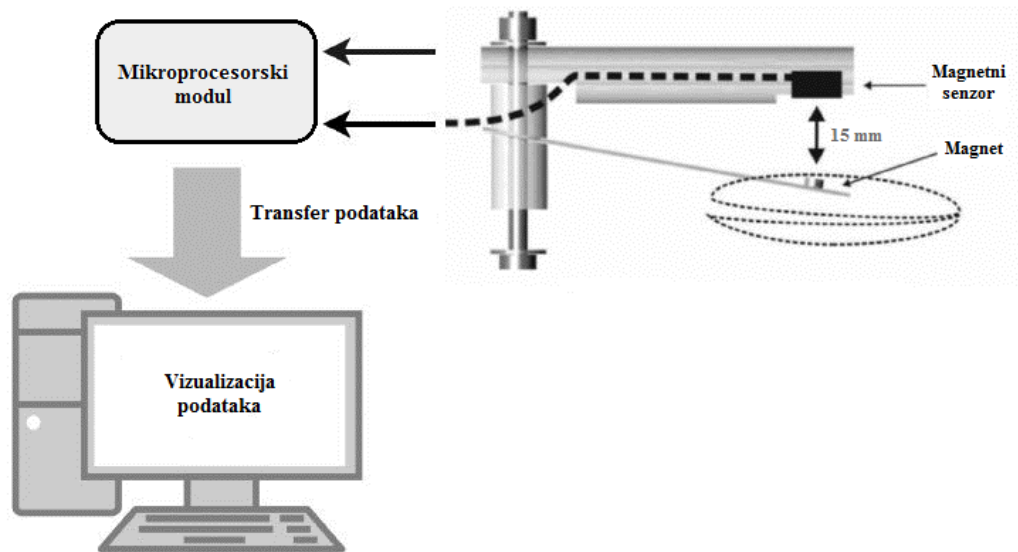 Mikroprocesorski
modul
Magnetni
senzor
15 mm
Magnet
Transfer podataka
Vizualizacija
podataka